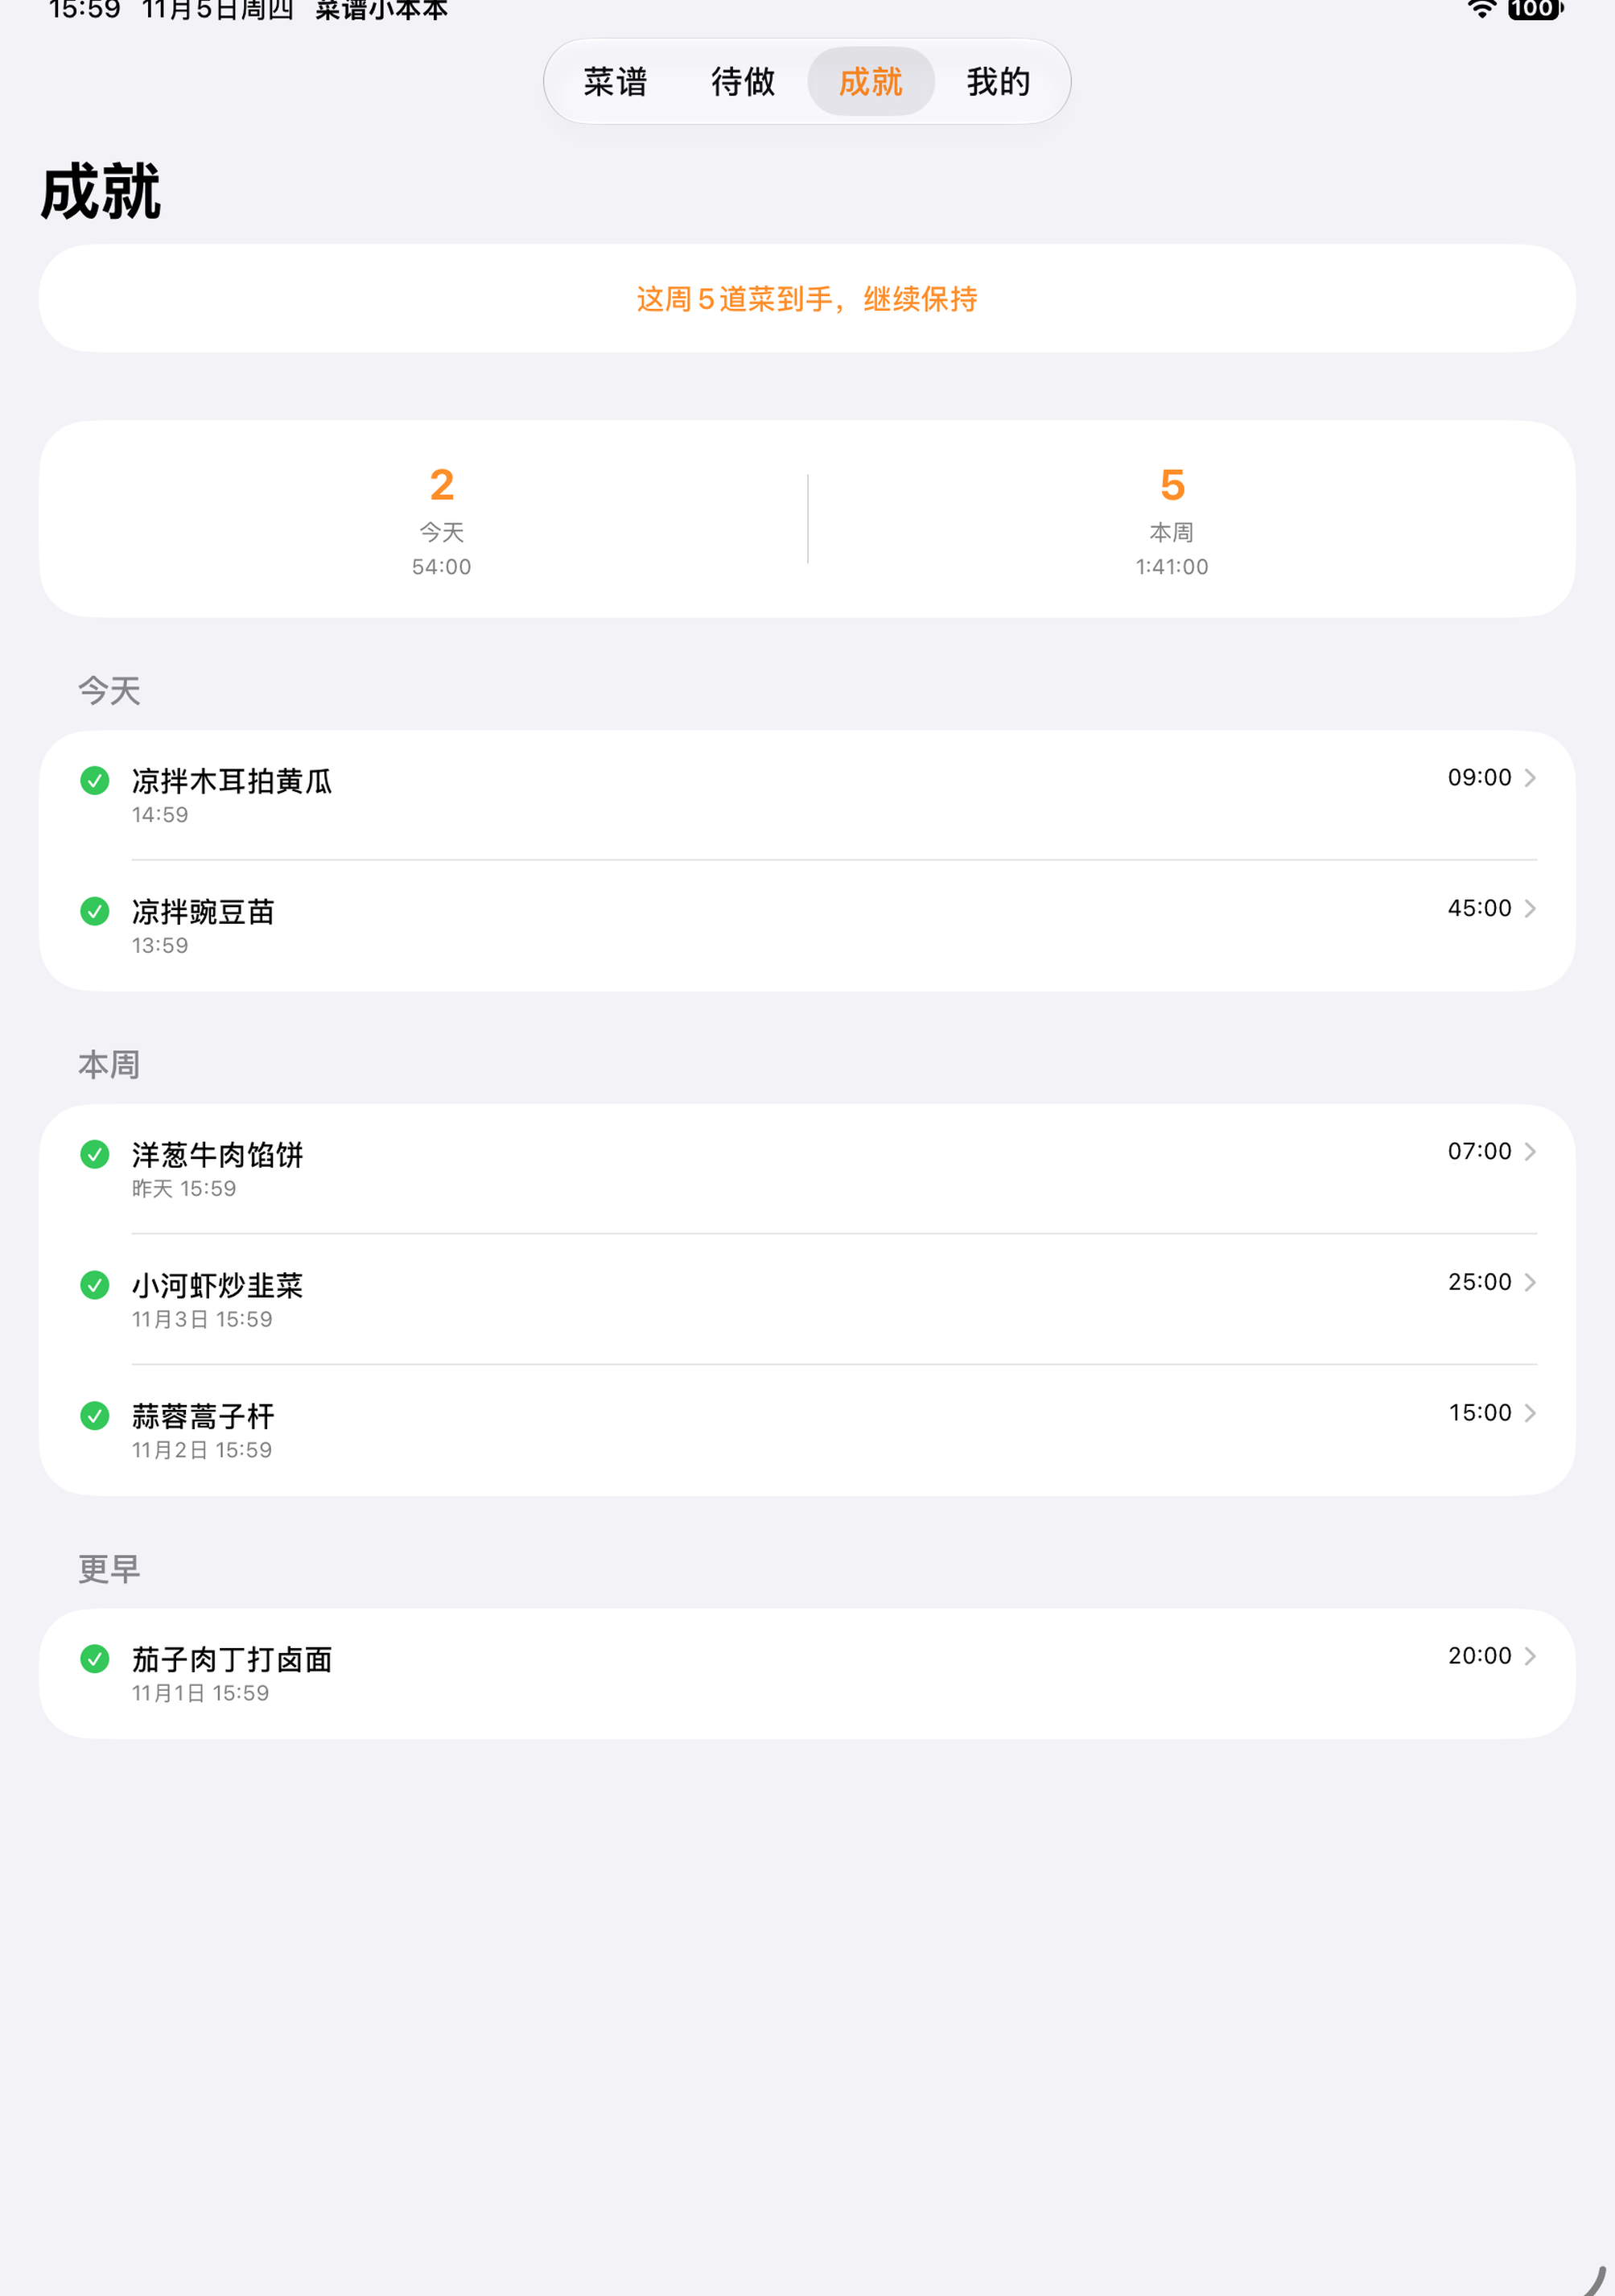 15:59 11月5日周四 菜谱小本本 100
菜谱 待做 成就 我的
成就
这周5道菜到手，继续保持
2 5
今天 本周
54:00 1:41:00
今天
凉拌木耳拍黄瓜 09:00
14:59
凉拌豌豆苗 45:00
13:59
本周
洋葱牛肉馅饼 07:00
昨天 15:59
小河虾炒韭菜 25:00
11月3日 15:59
蒜蓉蒿子杆 15:00
11月2日 15:59
更早
茄子肉丁打卤面 20:00
11月1日 15:59